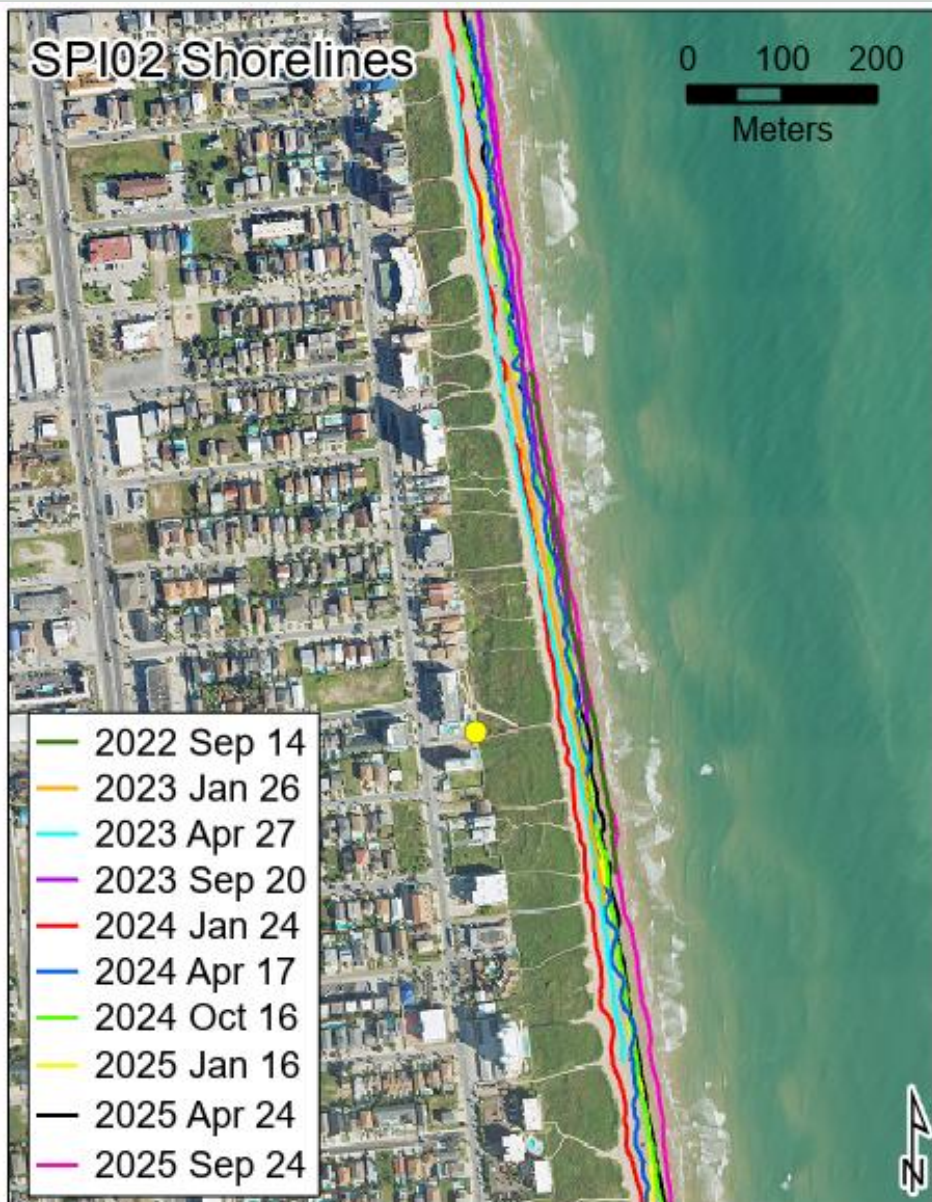 SPI02 Shorelines
0 100 200
Meters
2022 Sep 14
2023 Jan 26
2023 Apr 27
2023 Sep 20
2024 Jan 24
2024 Apr 17
2024 Oct 16
2025 Jan 16
2025 Apr 24
2025 Sep 24
N